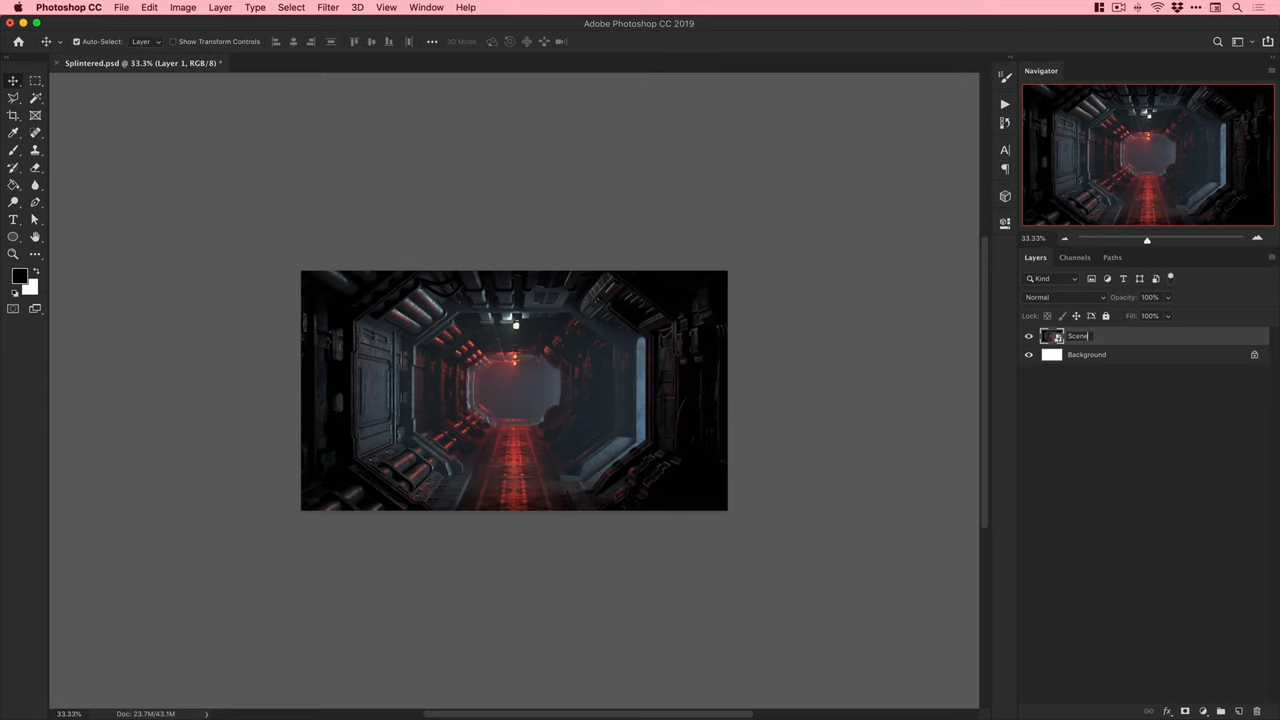 Photoshop CC File Edit Image Layer Type Select Filter 3D View Window Help
Adobe Photoshop CC 2019
Auto-Select: Layer Show Transform Controls 3D Mode:
Splintered.psd @ 33.3% (Layer 1, RGB/8) *
Navigator
33.33%
Layers Channels Paths
Kind
Normal Opacity: 100%
Lock: Fill: 100%
Scene
Background
33.33% Doc: 23.7M/43.1M